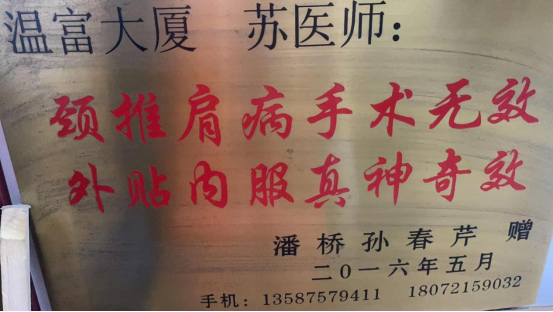 温富大厦 苏医师：
颈推肩病手术无效
外贴内服真神奇效
潘桥孙春芹 赠
二〇一六年五月
手机：13587579411 18072159032